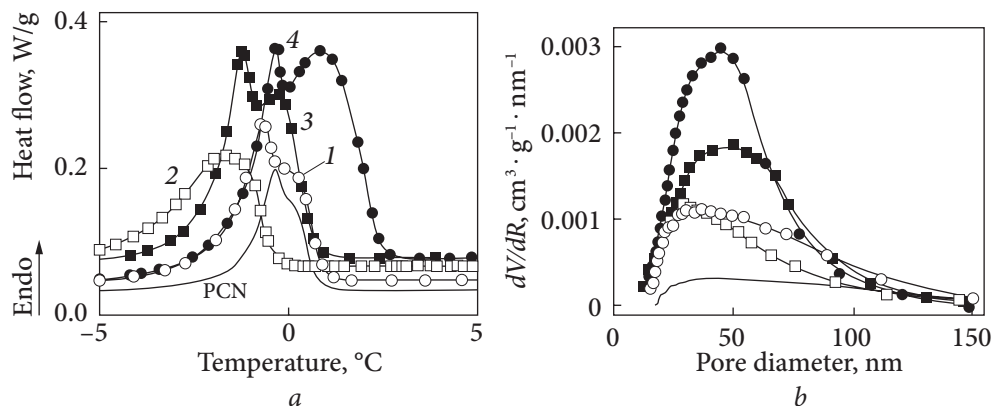 Heat flow, W/g
Endo
0.4
0.2
0.0
4
3
1
2
PCN
−5
0
5
Temperature, °C
a
dV/dR, cm³ · g⁻¹ · nm⁻¹
0.003
0.002
0.001
0
0
50
100
150
Pore diameter, nm
b